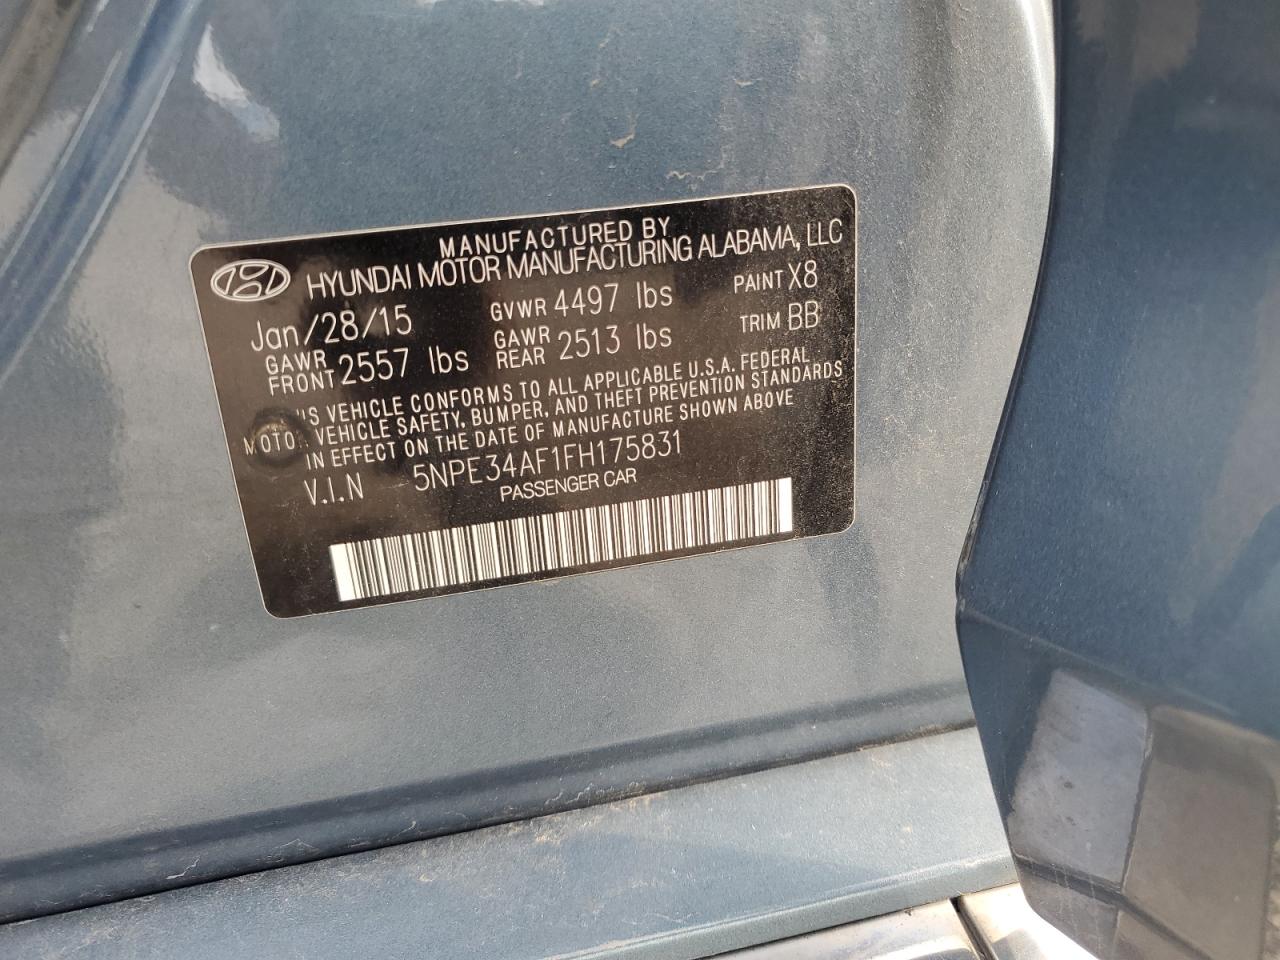 MANUFACTURED BY
HYUNDAI MOTOR MANUFACTURING ALABAMA, LLC
Jan/28/15 GVWR 4497 lbs PAINT X8
GAWR FRONT 2557 lbs GAWR REAR 2513 lbs TRIM BB
IS VEHICLE CONFORMS TO ALL APPLICABLE U.S.A. FEDERAL
MOTO VEHICLE SAFETY, BUMPER, AND THEFT PREVENTION STANDARDS
IN EFFECT ON THE DATE OF MANUFACTURE SHOWN ABOVE
V.I.N 5NPE34AF1FH175831
PASSENGER CAR